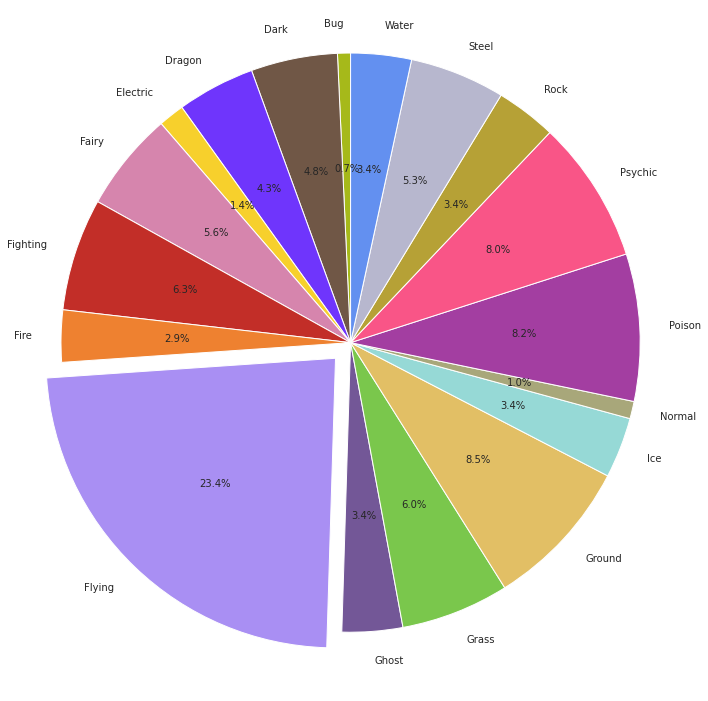 Bug
0.7%
Water
3.4%
Steel
5.3%
Rock
3.4%
Psychic
8.0%
Poison
8.2%
Normal
1.0%
Ice
3.4%
Ground
8.5%
Grass
6.0%
Ghost
3.4%
Flying
23.4%
Fire
2.9%
Fighting
6.3%
Fairy
5.6%
Electric
1.4%
Dragon
4.3%
Dark
4.8%